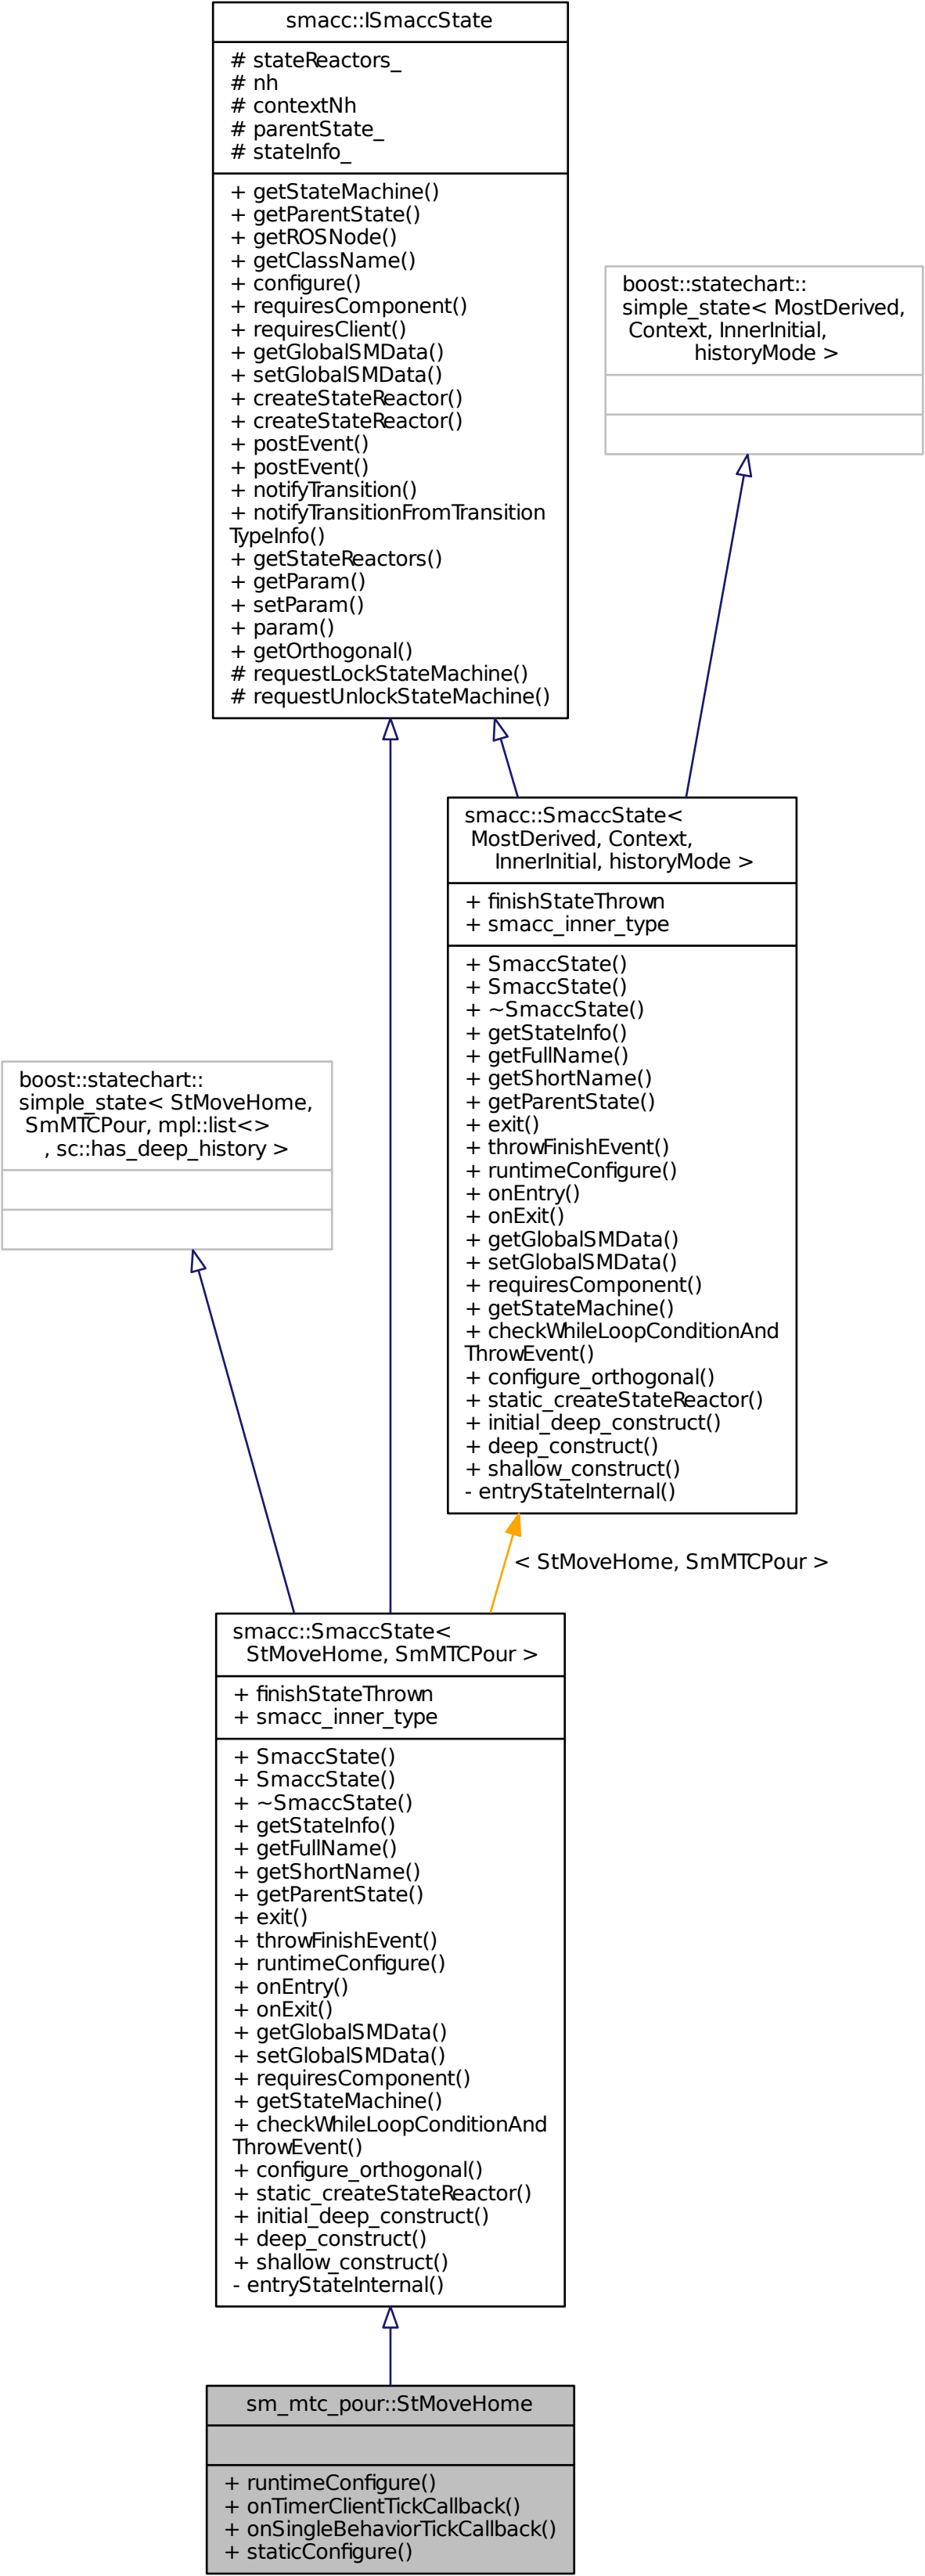 smacc::ISmaccState
# stateReactors_
# nh
# contextNh
# parentState_
# stateInfo_
+ getStateMachine()
+ getParentState()
+ getROSNode()
+ getClassName()
+ configure()
+ requiresComponent()
+ requiresClient()
+ getGlobalSMData()
+ setGlobalSMData()
+ createStateReactor()
+ createStateReactor()
+ postEvent()
+ postEvent()
+ notifyTransition()
+ notifyTransitionFromTransition
TypeInfo()
+ getStateReactors()
+ getParam()
+ setParam()
+ param()
+ getOrthogonal()
# requestLockStateMachine()
# requestUnlockStateMachine()
boost::statechart::
simple_state< MostDerived,
Context, InnerInitial,
historyMode >
smacc::SmaccState<
MostDerived, Context,
InnerInitial, historyMode >
+ finishStateThrown
+ smacc_inner_type
+ SmaccState()
+ SmaccState()
+ ~SmaccState()
+ getStateInfo()
+ getFullName()
+ getShortName()
+ getParentState()
+ exit()
+ throwFinishEvent()
+ runtimeConfigure()
+ onEntry()
+ onExit()
+ getGlobalSMData()
+ setGlobalSMData()
+ requiresComponent()
+ getStateMachine()
+ checkWhileLoopConditionAnd
ThrowEvent()
+ configure_orthogonal()
+ static_createStateReactor()
+ initial_deep_construct()
+ deep_construct()
+ shallow_construct()
- entryStateInternal()
boost::statechart::
simple_state< StMoveHome,
SmMTCPour, mpl::list<>
, sc::has_deep_history >
< StMoveHome, SmMTCPour >
smacc::SmaccState<
StMoveHome, SmMTCPour >
+ finishStateThrown
+ smacc_inner_type
+ SmaccState()
+ SmaccState()
+ ~SmaccState()
+ getStateInfo()
+ getFullName()
+ getShortName()
+ getParentState()
+ exit()
+ throwFinishEvent()
+ runtimeConfigure()
+ onEntry()
+ onExit()
+ getGlobalSMData()
+ setGlobalSMData()
+ requiresComponent()
+ getStateMachine()
+ checkWhileLoopConditionAnd
ThrowEvent()
+ configure_orthogonal()
+ static_createStateReactor()
+ initial_deep_construct()
+ deep_construct()
+ shallow_construct()
- entryStateInternal()
sm_mtc_pour::StMoveHome
+ runtimeConfigure()
+ onTimerClientTickCallback()
+ onSingleBehaviorTickCallback()
+ staticConfigure()